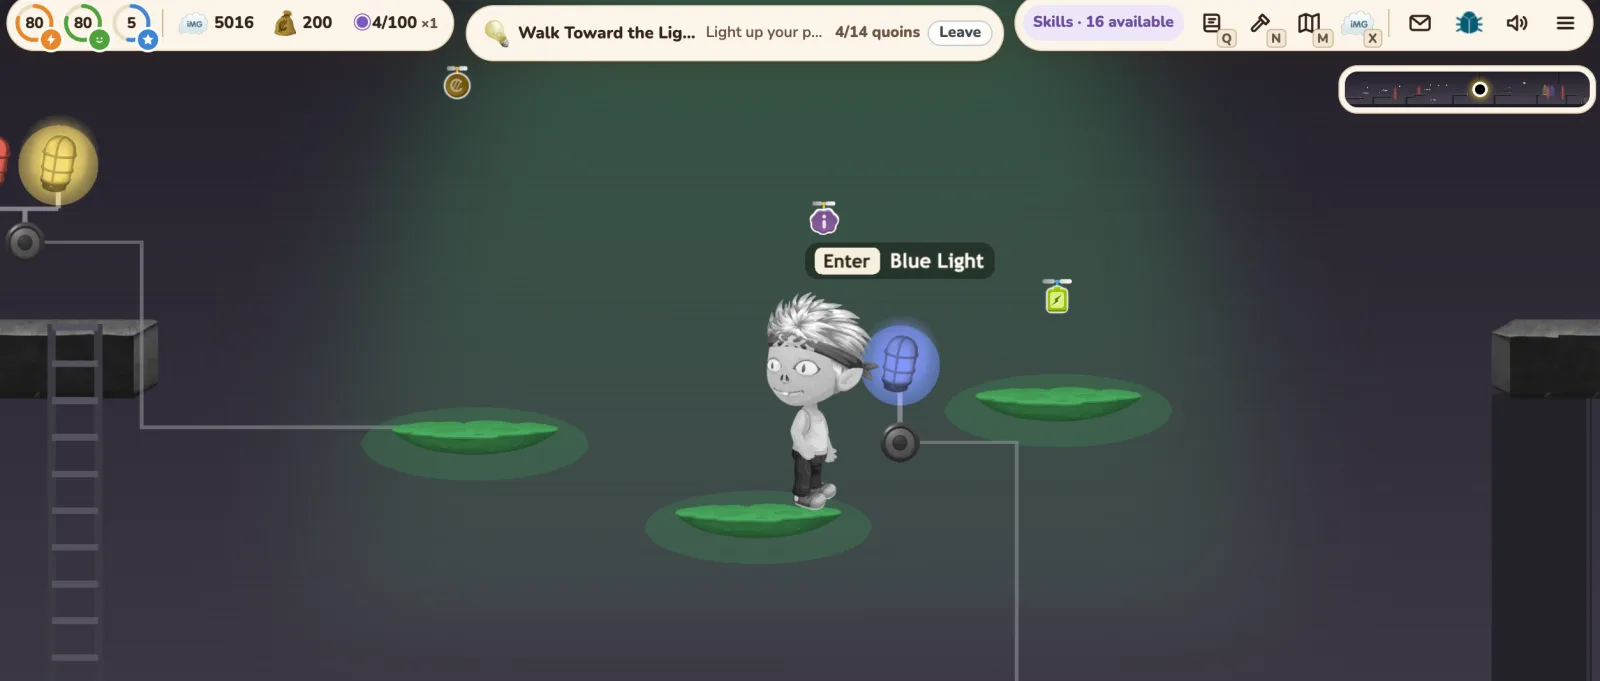 80 80 5 iMG 5016 200 4/100 ×1
Walk Toward the Lig... Light up your p... 4/14 quoins Leave
Skills · 16 available Q N M iMG X
Enter Blue Light